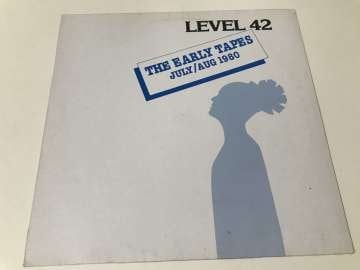 LEVEL 42
THE EARLY TAPES
JULY/AUG 1980